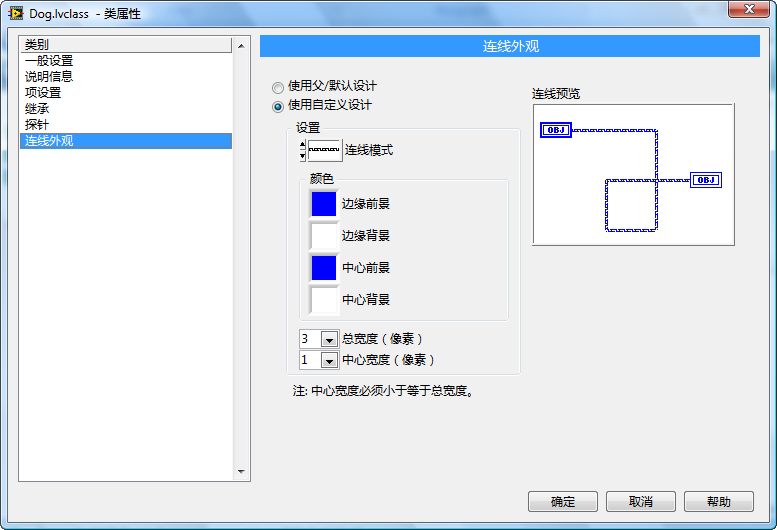 Dog.lvclass - 类属性
类别
一般设置
说明信息
项设置
继承
探针
连线外观
连线外观
使用父/默认设计
使用自定义设计
设置
连线模式
颜色
边缘前景
边缘背景
中心前景
中心背景
3 总宽度（像素）
1 中心宽度（像素）
注: 中心宽度必须小于等于总宽度。
连线预览
OBJ
OBJ
确定
取消
帮助